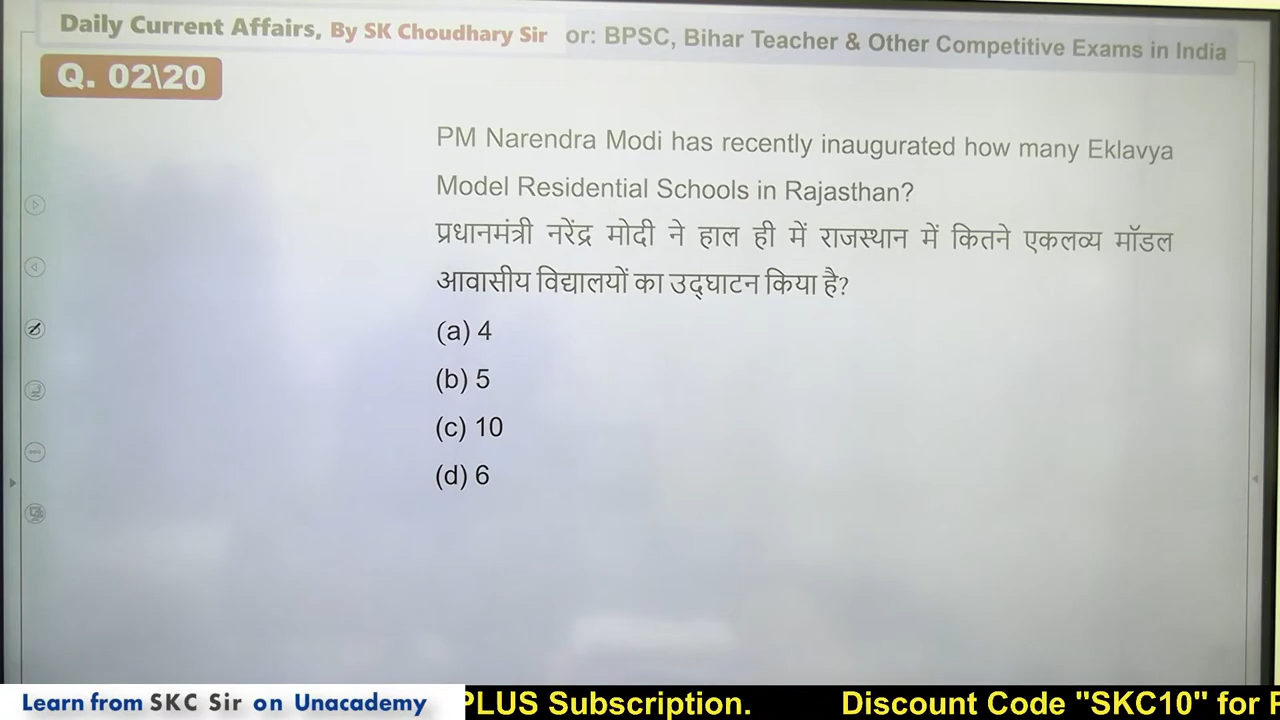 Daily Current Affairs, By SK Choudhary Sir or: BPSC, Bihar Teacher & Other Competitive Exams in India
Q. 02\20
PM Narendra Modi has recently inaugurated how many Eklavya
Model Residential Schools in Rajasthan?
प्रधानमंत्री नरेंद्र मोदी ने हाल ही में राजस्थान में कितने एकलव्य मॉडल
आवासीय विद्यालयों का उद्घाटन किया है?
(a) 4
(b) 5
(c) 10
(d) 6
Learn from SKC Sir on Unacademy PLUS Subscription. Discount Code "SKC10" for